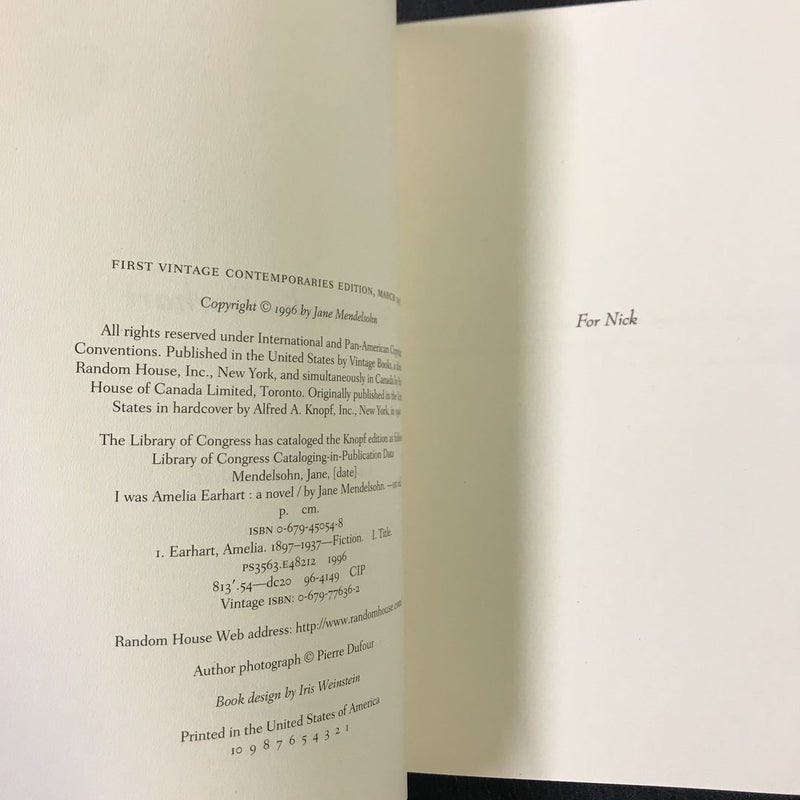 FIRST VINTAGE CONTEMPORARIES EDITION, MARCH
Copyright © 1996 by Jane Mendelsohn
All rights reserved under International and Pan-American
Conventions. Published in the United States by Vintage Books,
Random House, Inc., New York, and simultaneously in Canada
House of Canada Limited, Toronto. Originally published in the
States in hardcover by Alfred A. Knopf, Inc., New York, in
The Library of Congress has cataloged the Knopf edition as
Library of Congress Cataloging-in-Publication Data
Mendelsohn, Jane, [date]
I was Amelia Earhart : a novel / by Jane Mendelsohn.
p. cm.
ISBN 0-679-45054-8
1. Earhart, Amelia. 1897–1937—Fiction. I. Title.
PS3563.E48212 1996
813'.54—dc20 96-4149 CIP
Vintage ISBN: 0-679-77636-2
Random House Web address: http://www.randomhouse.com
Author photograph © Pierre Dufour
Book design by Iris Weinstein
Printed in the United States of America
10 9 8 7 6 5 4 3 2 1
For Nick